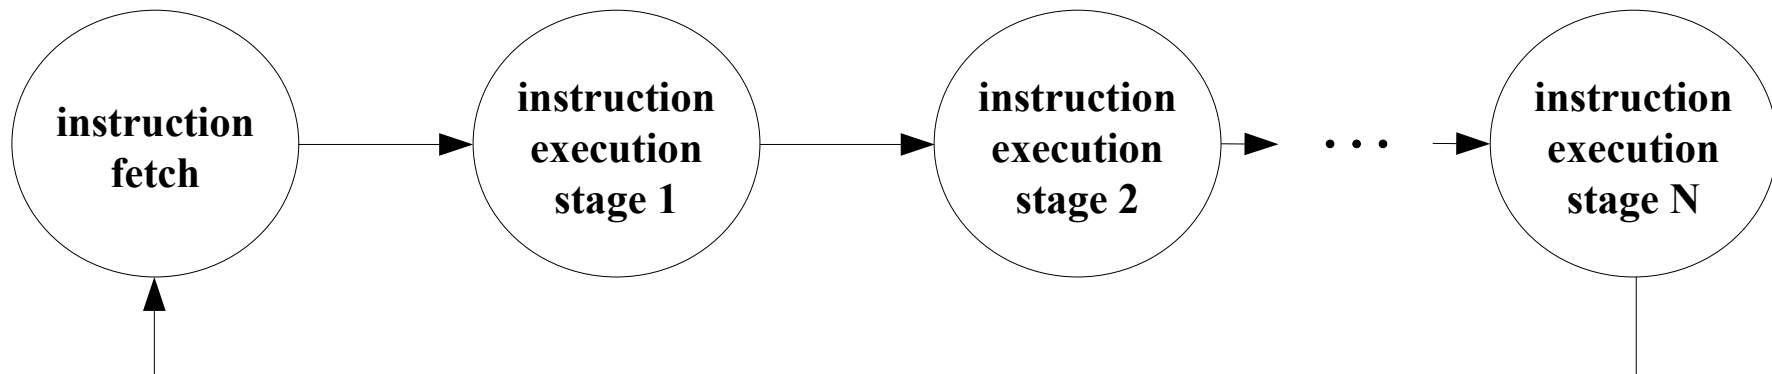 instruction
fetch
instruction
execution
stage 1
instruction
execution
stage 2
. . .
instruction
execution
stage N